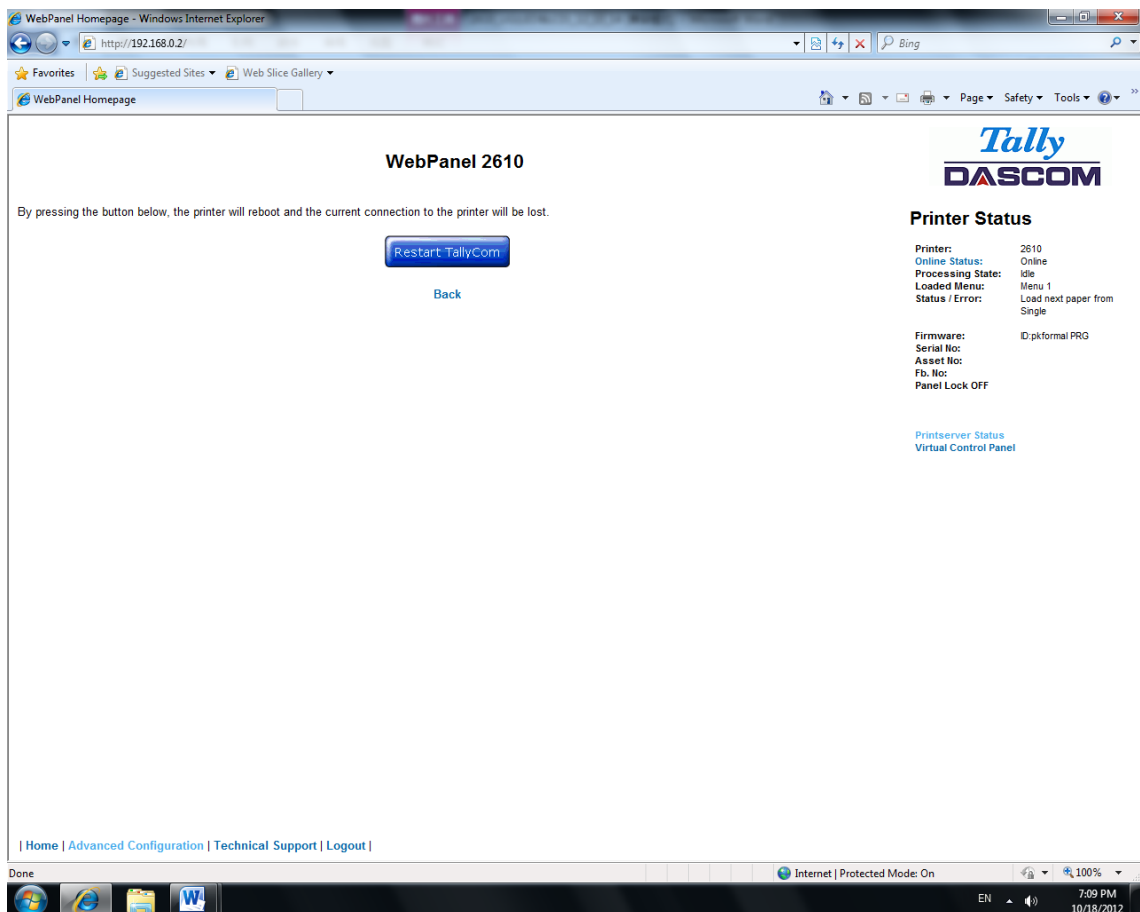 WebPanel Homepage - Windows Internet Explorer
http://192.168.0.2/
Bing
Favorites Suggested Sites Web Slice Gallery
WebPanel Homepage
Page Safety Tools
Tally
DASCOM
WebPanel 2610
By pressing the button below, the printer will reboot and the current connection to the printer will be lost.
Restart TallyCom
Back
Printer Status
Printer: 2610
Online Status: Online
Processing State: Idle
Loaded Menu: Menu 1
Status / Error: Load next paper from
Single
Firmware: ID:pkformal PRG
Serial No:
Asset No:
Fb. No:
Panel Lock OFF
Printserver Status
Virtual Control Panel
| Home | Advanced Configuration | Technical Support | Logout |
Done Internet | Protected Mode: On 100%
EN 7:09 PM
10/18/2012